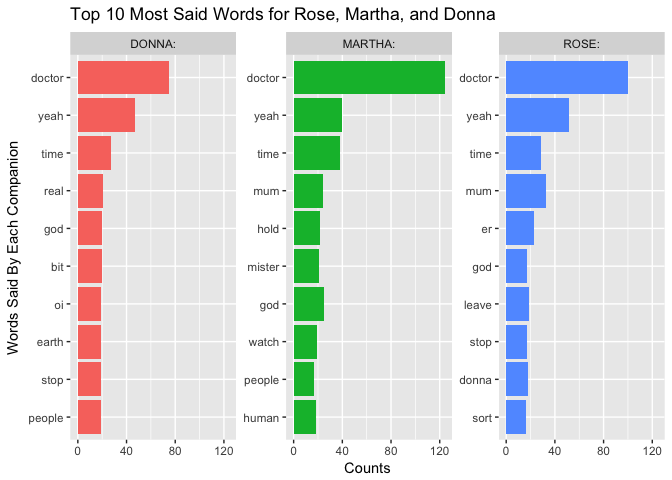 Top 10 Most Said Words for Rose, Martha, and Donna
DONNA:
doctor
yeah
time
real
god
bit
oi
earth
stop
people
0 40 80 120
MARTHA:
doctor
yeah
time
mum
hold
mister
god
watch
people
human
0 40 80 120
ROSE:
doctor
yeah
time
mum
er
god
leave
stop
donna
sort
0 40 80 120
Words Said By Each Companion
Counts